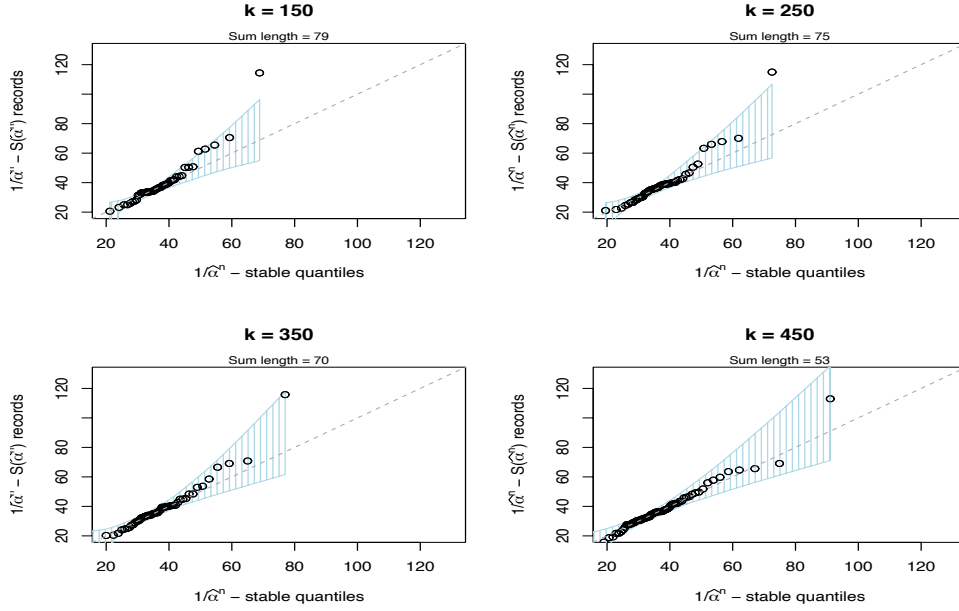 k = 150
Sum length = 79
1/α̂ⁿ − S(α̂ⁿ) records
20 40 60 80 120
20 40 60 80 100 120
1/α̂ⁿ − stable quantiles
k = 250
Sum length = 75
1/α̂ⁿ − S(α̂ⁿ) records
20 40 60 80 120
20 40 60 80 100 120
1/α̂ⁿ − stable quantiles
k = 350
Sum length = 70
1/α̂ⁿ − S(α̂ⁿ) records
20 40 60 80 120
20 40 60 80 100 120
1/α̂ⁿ − stable quantiles
k = 450
Sum length = 53
1/α̂ⁿ − S(α̂ⁿ) records
20 40 60 80 120
20 40 60 80 100 120
1/α̂ⁿ − stable quantiles